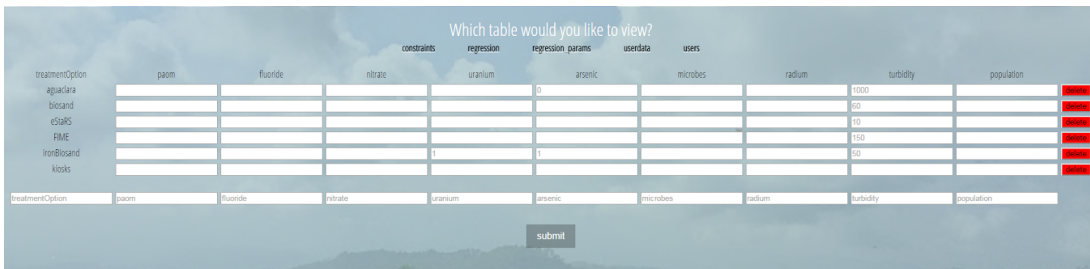 Which table would you like to view?
constraints regression regression_params userdata users
treatmentOption paom fluoride nitrate uranium arsenic microbes radium turbidity population
aguaclara 0 1000 delete
biosand 60 delete
eStaRS 10 delete
FIME 150 delete
ironBiosand 1 1 50 delete
kiosks delete
treatmentOption paom fluoride nitrate uranium arsenic microbes radium turbidity population
submit